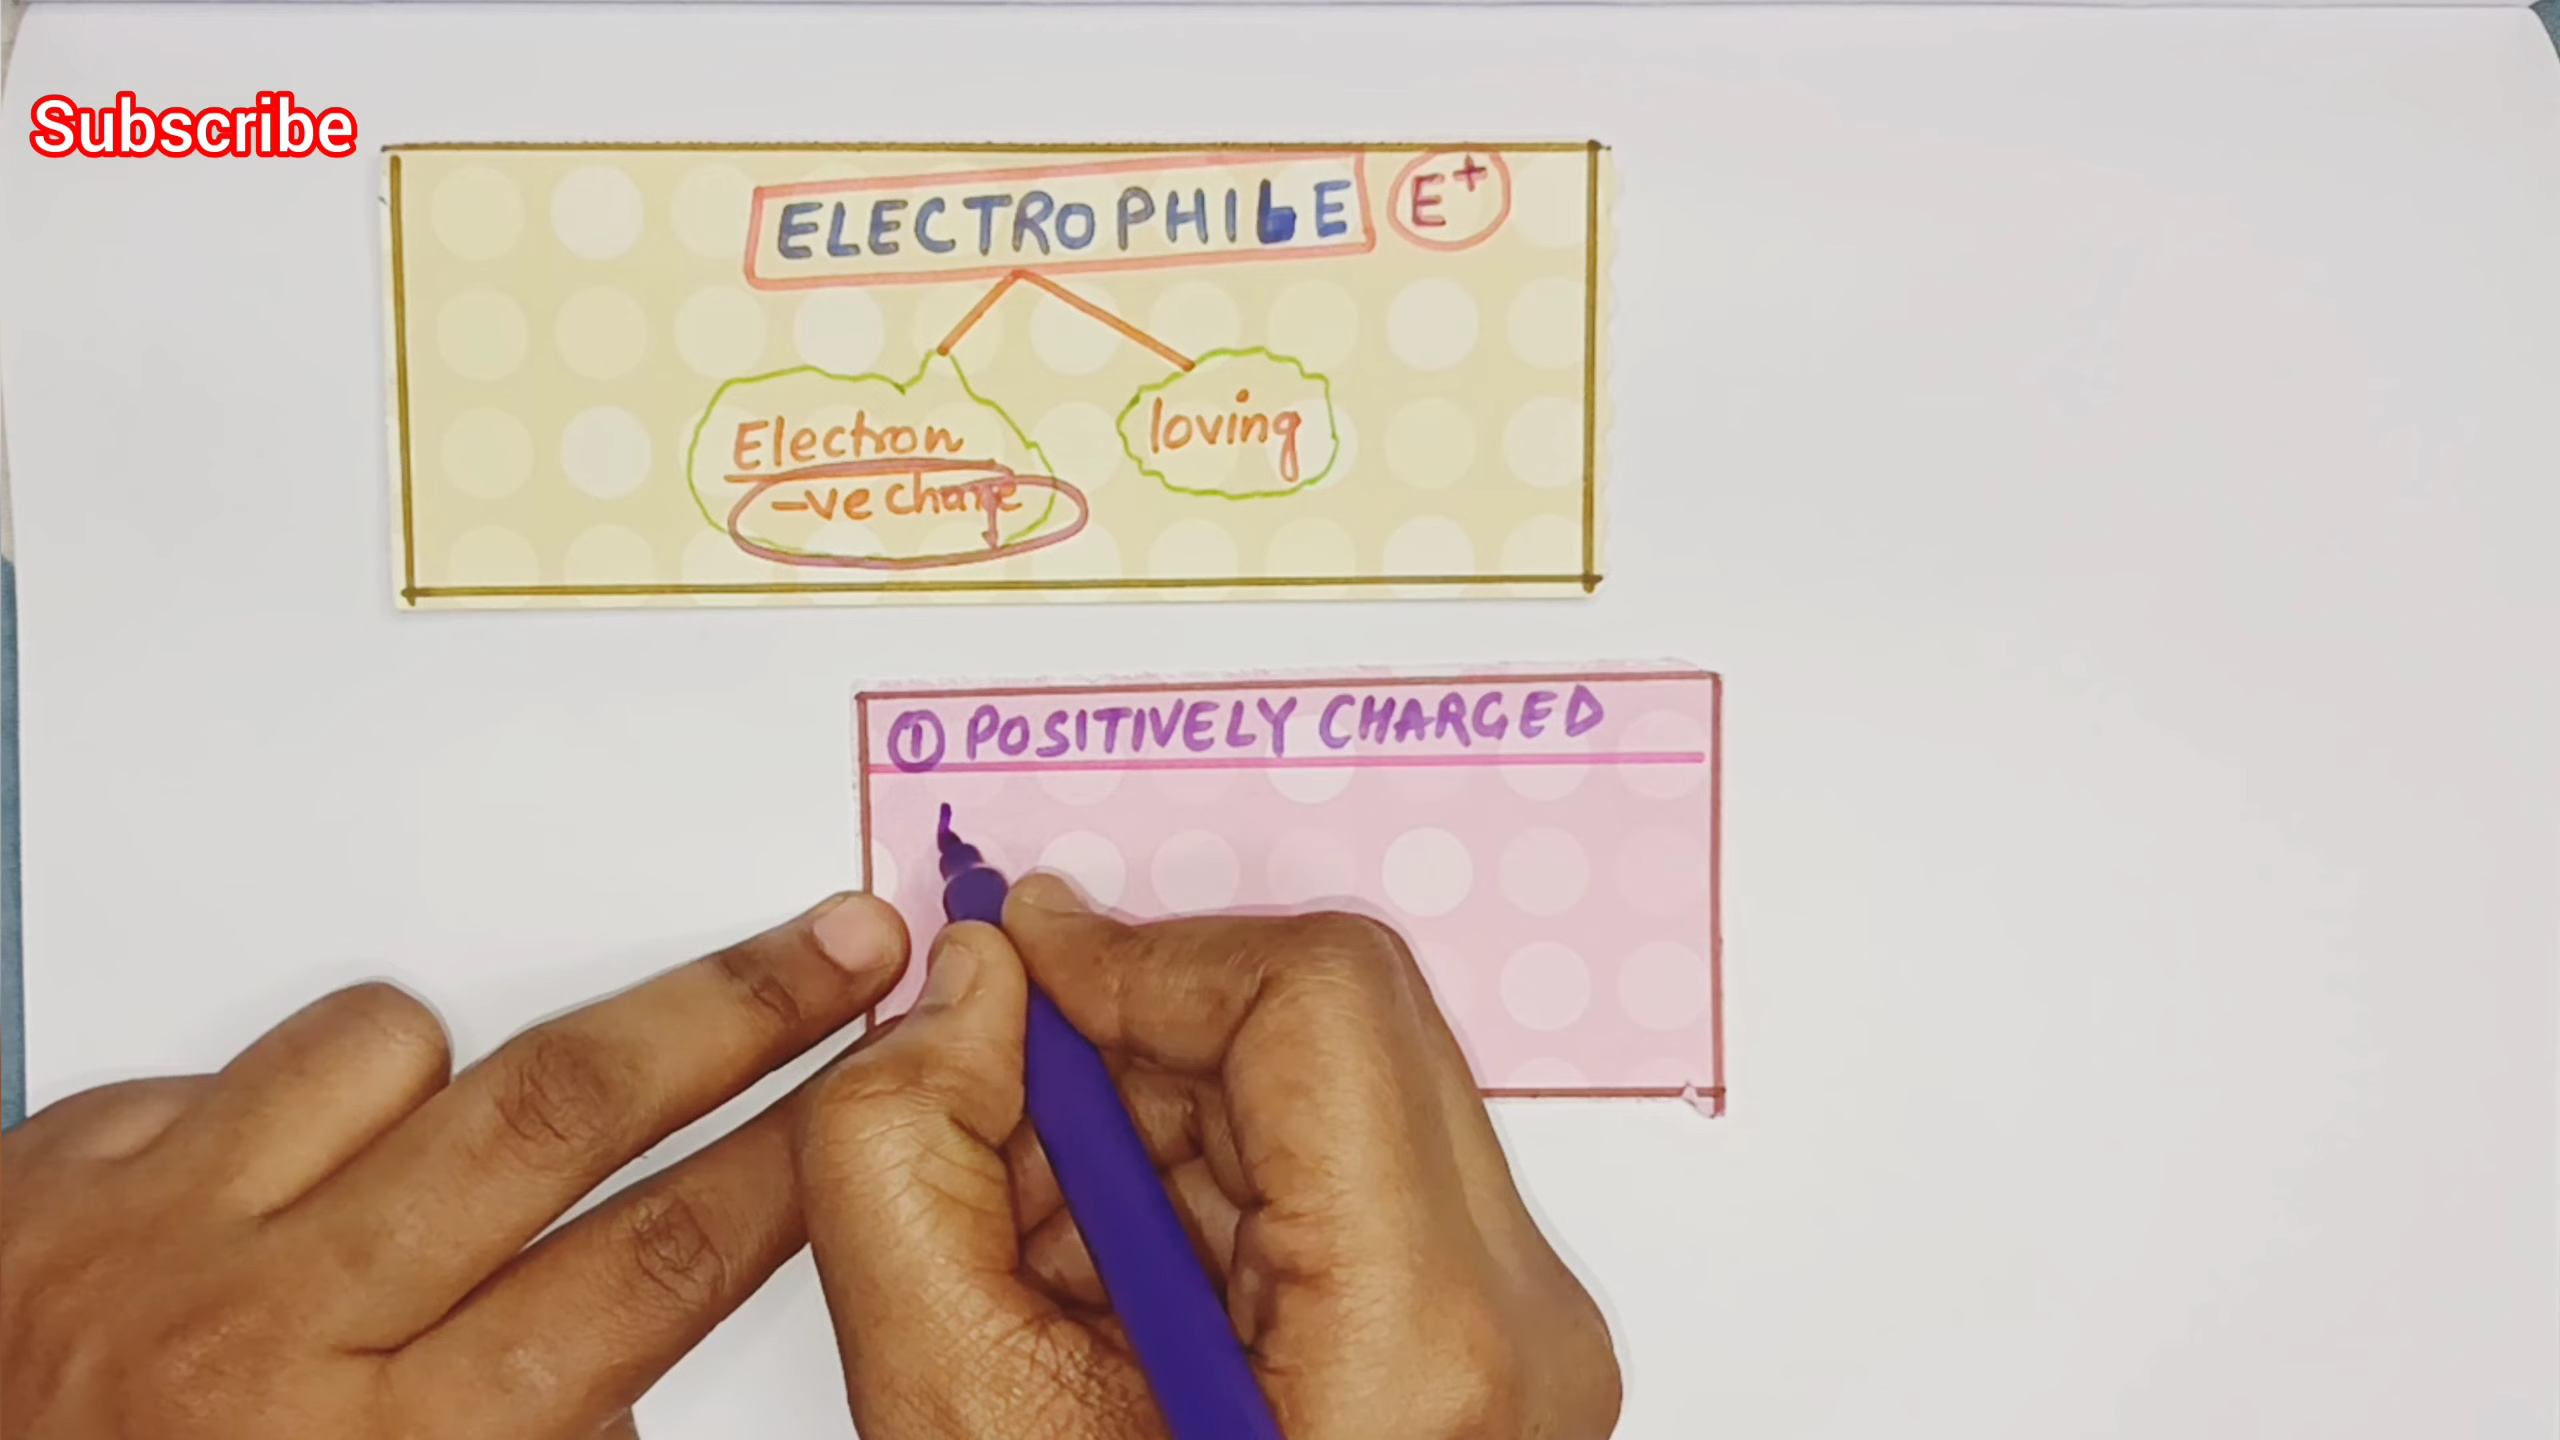 Subscribe
ELECTROPHILE E+
Electron
-ve charge
loving
① POSITIVELY CHARGED